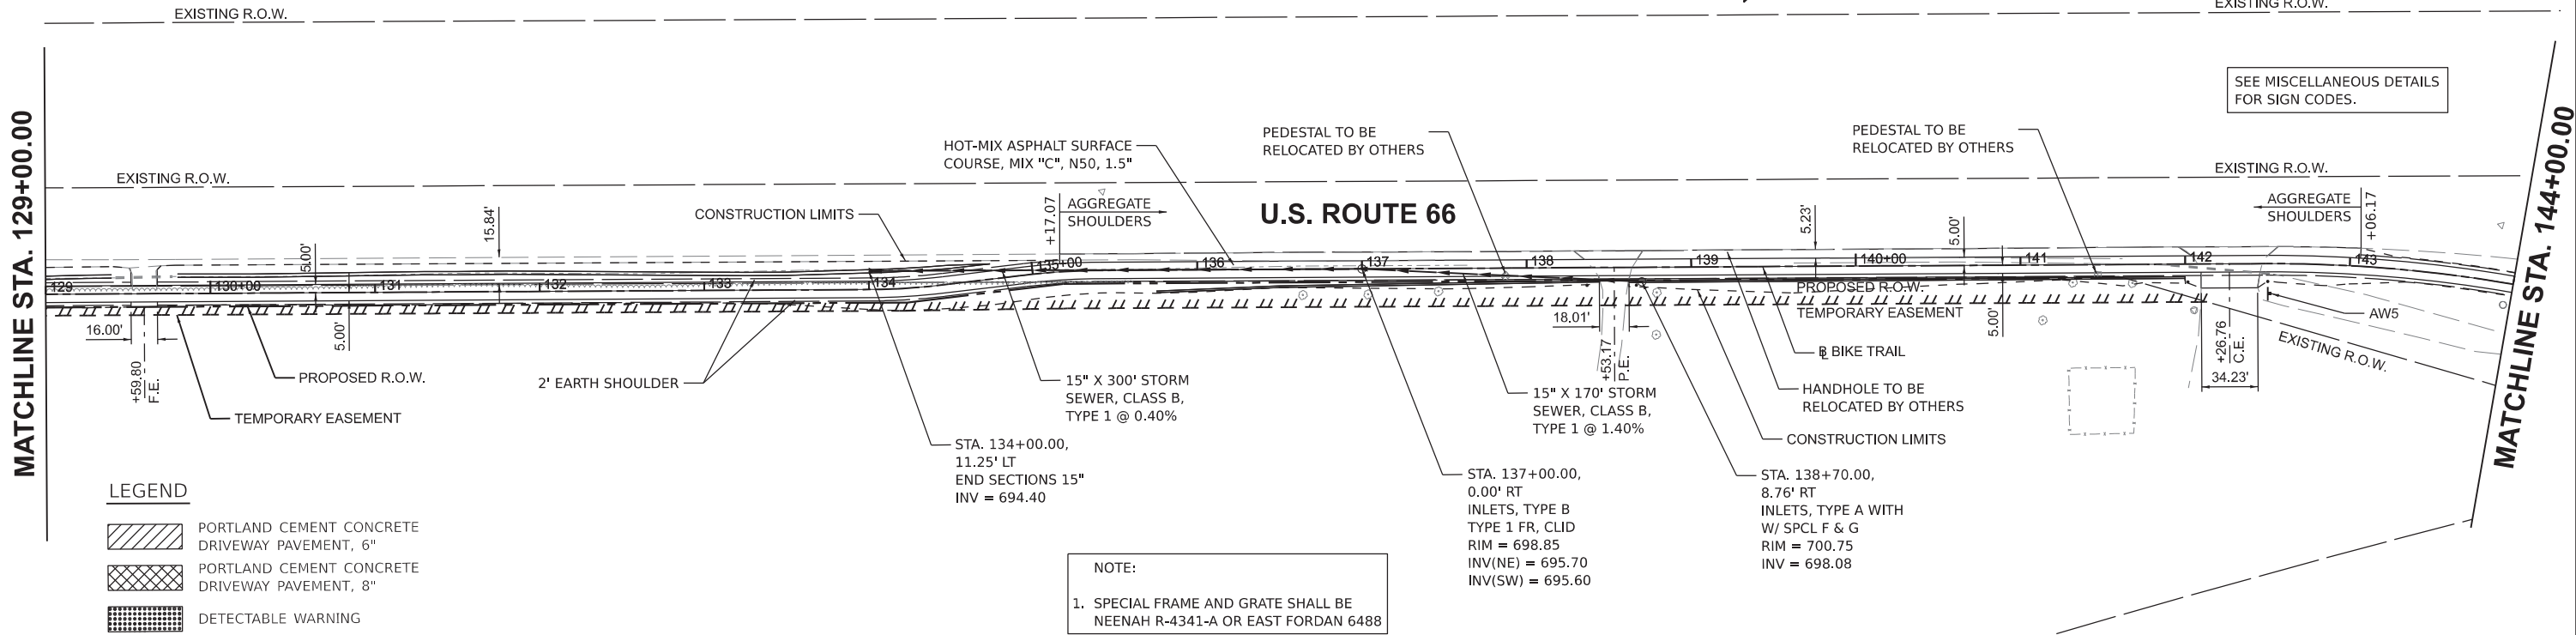 EXISTING R.O.W.
EXISTING R.O.W.
SEE MISCELLANEOUS DETAILS
FOR SIGN CODES.
MATCHLINE STA. 129+00.00
MATCHLINE STA. 144+00.00
EXISTING R.O.W.
EXISTING R.O.W.
HOT-MIX ASPHALT SURFACE
COURSE, MIX "C", N50, 1.5"
PEDESTAL TO BE
RELOCATED BY OTHERS
PEDESTAL TO BE
RELOCATED BY OTHERS
CONSTRUCTION LIMITS
15.84'
+17.07
AGGREGATE
SHOULDERS
U.S. ROUTE 66
5.23'
5.00'
AGGREGATE
SHOULDERS
+06.17
5.00'
129
130+00
131
132
133
134
135+00
136
137
138
139
140+00
141
142
143
PROPOSED R.O.W.
TEMPORARY EASEMENT
16.00'
5.00'
18.01'
5.00'
AW5
+59.80
F.E.
PROPOSED R.O.W.
TEMPORARY EASEMENT
2' EARTH SHOULDER
15" X 300' STORM
SEWER, CLASS B,
TYPE 1 @ 0.40%
15" X 170' STORM
SEWER, CLASS B,
TYPE 1 @ 1.40%
+53.17
P.E.
℄ BIKE TRAIL
HANDHOLE TO BE
RELOCATED BY OTHERS
CONSTRUCTION LIMITS
+26.76
C.E.
34.23'
EXISTING R.O.W.
STA. 134+00.00,
11.25' LT
END SECTIONS 15"
INV = 694.40
STA. 137+00.00,
0.00' RT
INLETS, TYPE B
TYPE 1 FR, CLID
RIM = 698.85
INV(NE) = 695.70
INV(SW) = 695.60
STA. 138+70.00,
8.76' RT
INLETS, TYPE A WITH
W/ SPCL F & G
RIM = 700.75
INV = 698.08
LEGEND
PORTLAND CEMENT CONCRETE
DRIVEWAY PAVEMENT, 6"
PORTLAND CEMENT CONCRETE
DRIVEWAY PAVEMENT, 8"
DETECTABLE WARNING
NOTE:
1. SPECIAL FRAME AND GRATE SHALL BE
NEENAH R-4341-A OR EAST FORDAN 6488